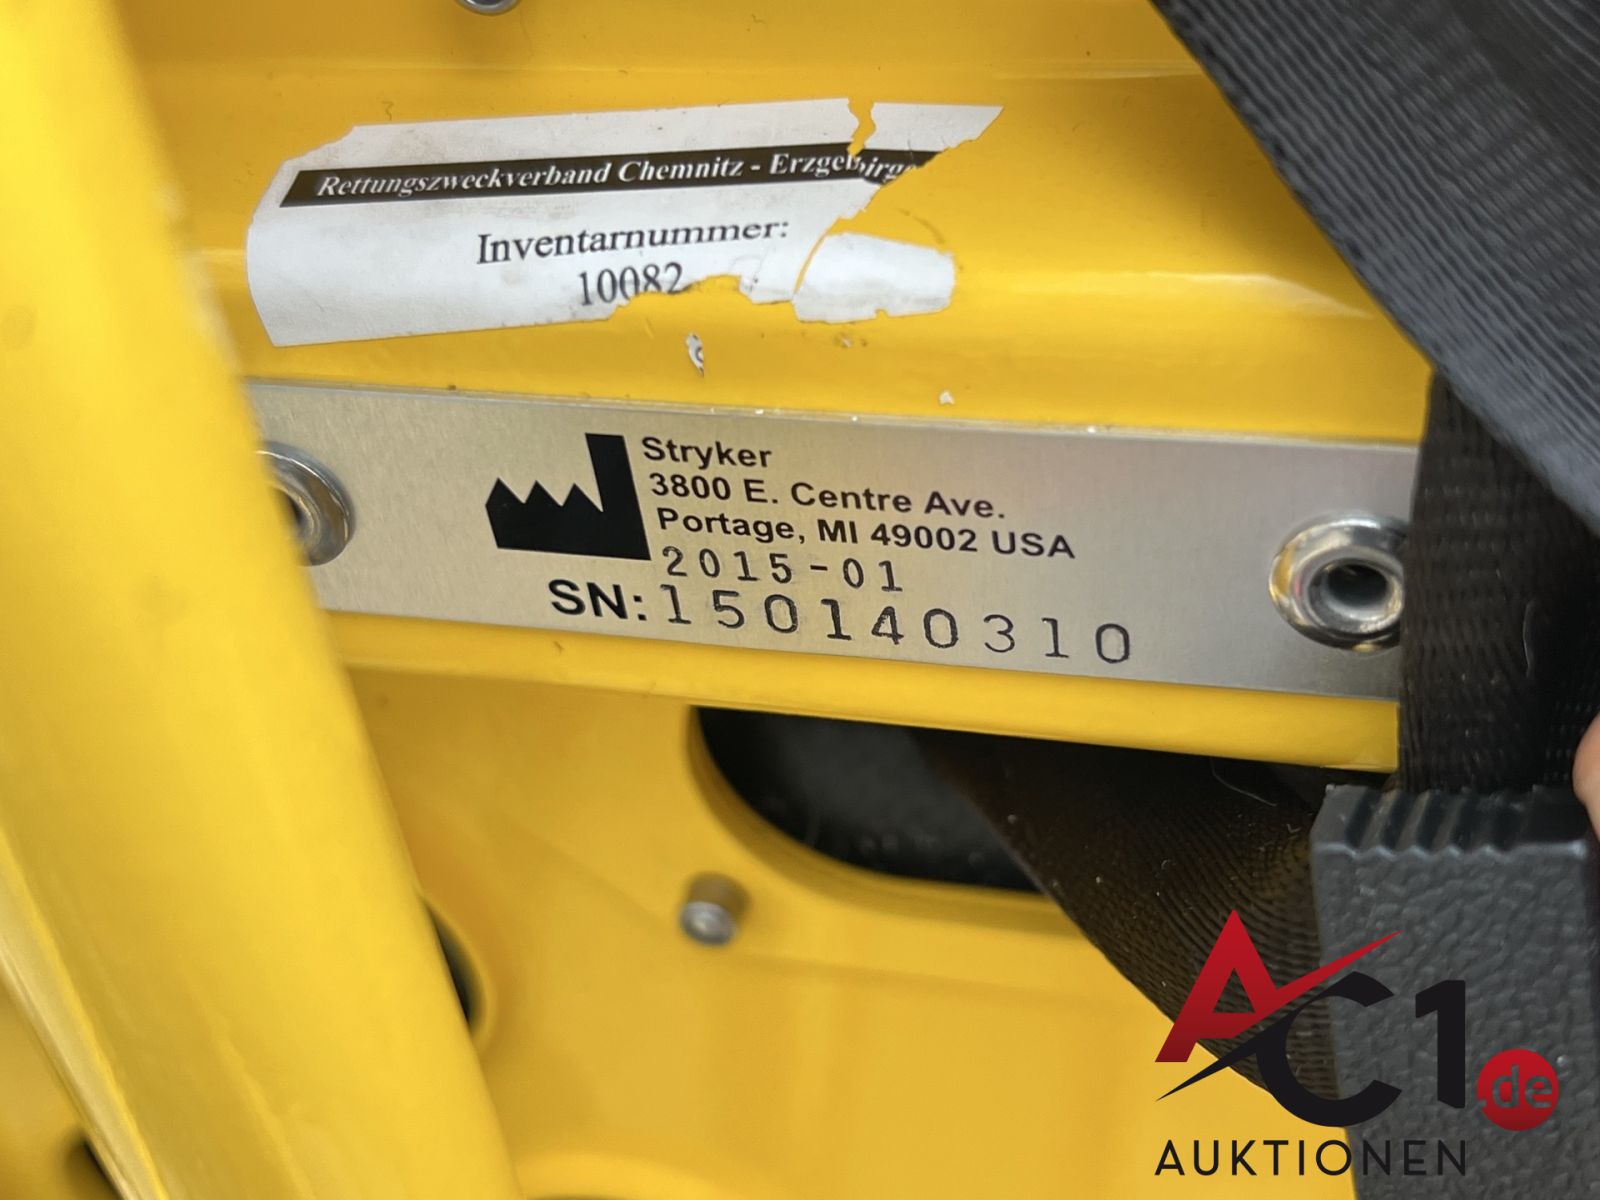 Rettungszweckverband Chemnitz - Erzgebirge
Inventarnummer:
10082
Stryker
3800 E. Centre Ave.
Portage, MI 49002 USA
2015-01
SN:150140310
AC1.de
AUKTIONEN